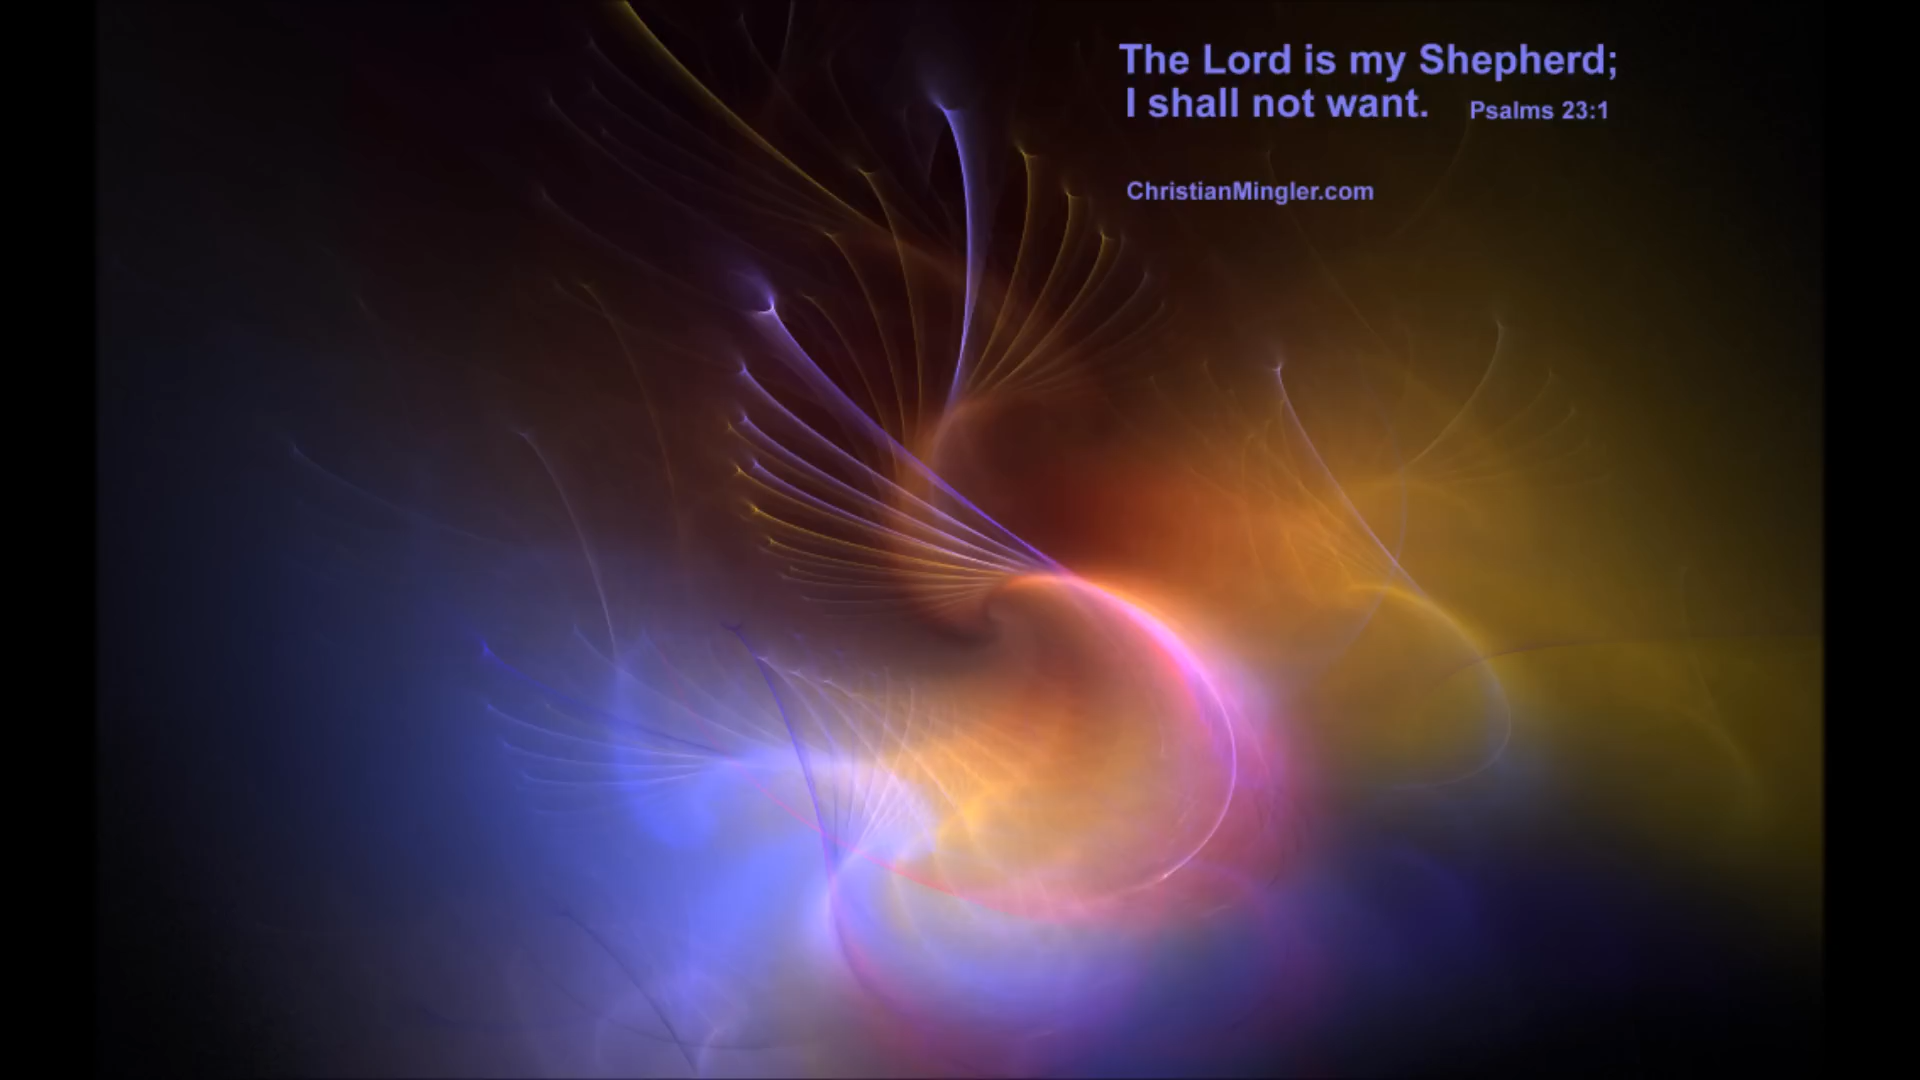 The Lord is my Shepherd;
I shall not want. Psalms 23:1
ChristianMingler.com